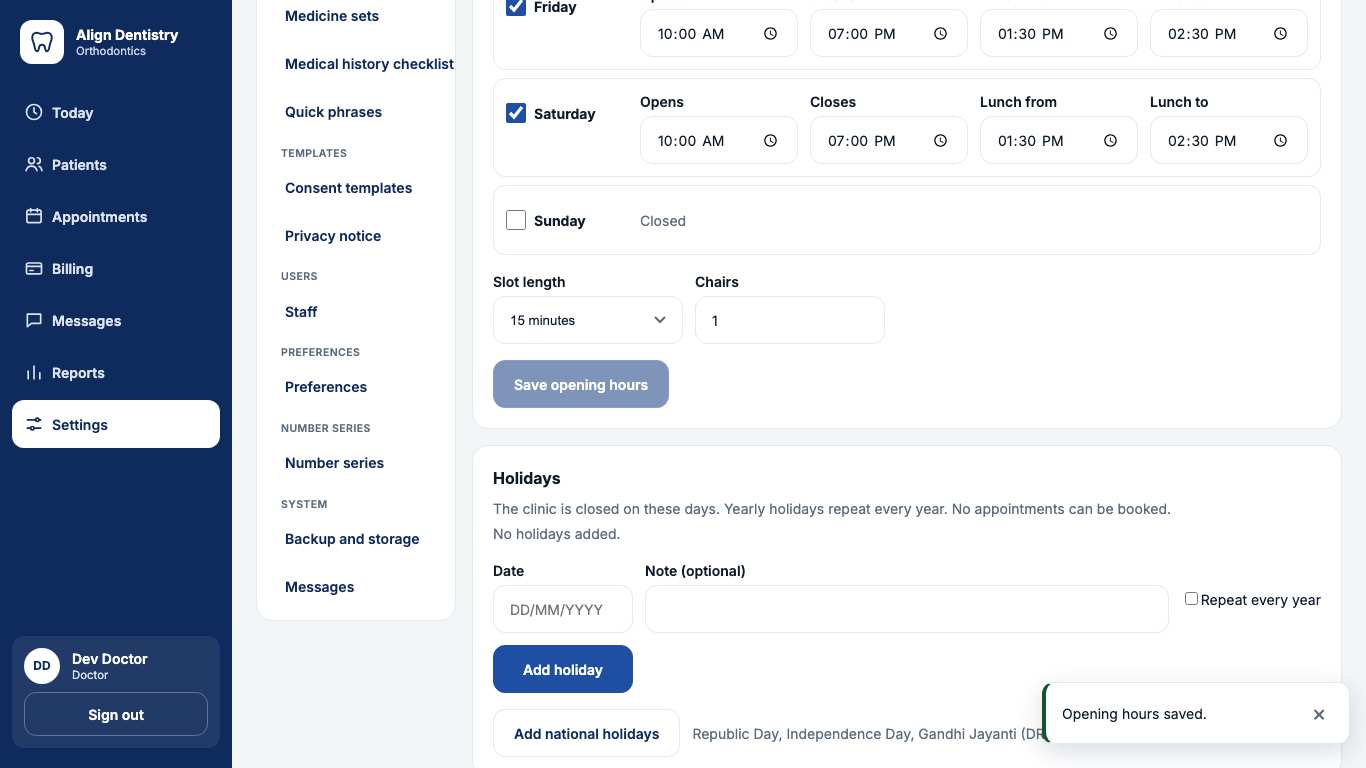 Align Dentistry
Orthodontics
Today
Patients
Appointments
Billing
Messages
Reports
Settings
DD
Dev Doctor
Doctor
Sign out
Medicine sets
Medical history checklist
Quick phrases
TEMPLATES
Consent templates
Privacy notice
USERS
Staff
PREFERENCES
Preferences
NUMBER SERIES
Number series
SYSTEM
Backup and storage
Messages
Friday
10:00 AM 07:00 PM 01:30 PM 02:30 PM
Opens Closes Lunch from Lunch to
Saturday
10:00 AM 07:00 PM 01:30 PM 02:30 PM
Sunday Closed
Slot length Chairs
15 minutes 1
Save opening hours
Holidays
The clinic is closed on these days. Yearly holidays repeat every year. No appointments can be booked.
No holidays added.
Date Note (optional)
DD/MM/YYYY Repeat every year
Add holiday
Add national holidays Republic Day, Independence Day, Gandhi Jayanti
Opening hours saved.